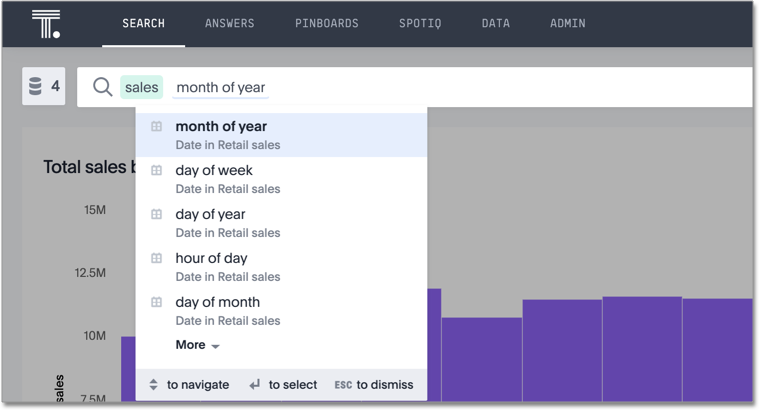 SEARCH ANSWERS PINBOARDS SPOTIQ DATA ADMIN
4 sales month of year
month of year
Date in Retail sales
Total sales
day of week
Date in Retail sales
15M
day of year
Date in Retail sales
hour of day
12.5M
Date in Retail sales
day of month
Date in Retail sales
10M
More
to navigate to select ESC to dismiss
7.5M
sales